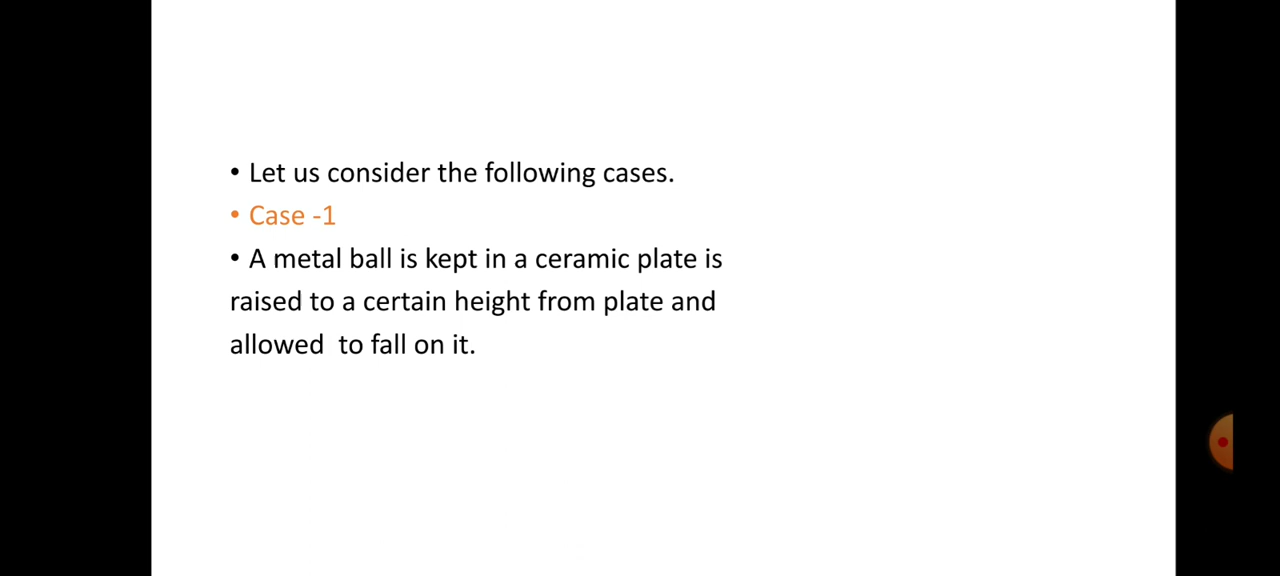 • Let us consider the following cases.
• Case -1
• A metal ball is kept in a ceramic plate is
raised to a certain height from plate and
allowed  to fall on it.